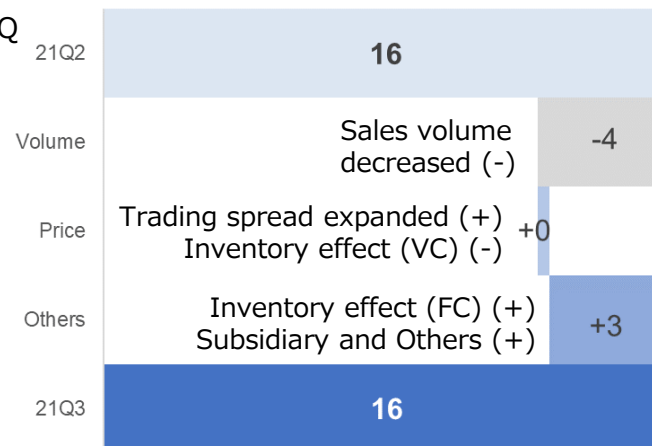 Q
21Q2
16
Volume
Sales volume
decreased (-)
-4
Price
Trading spread expanded (+)
Inventory effect (VC) (-)
+0
Others
Inventory effect (FC) (+)
Subsidiary and Others (+)
+3
21Q3
16